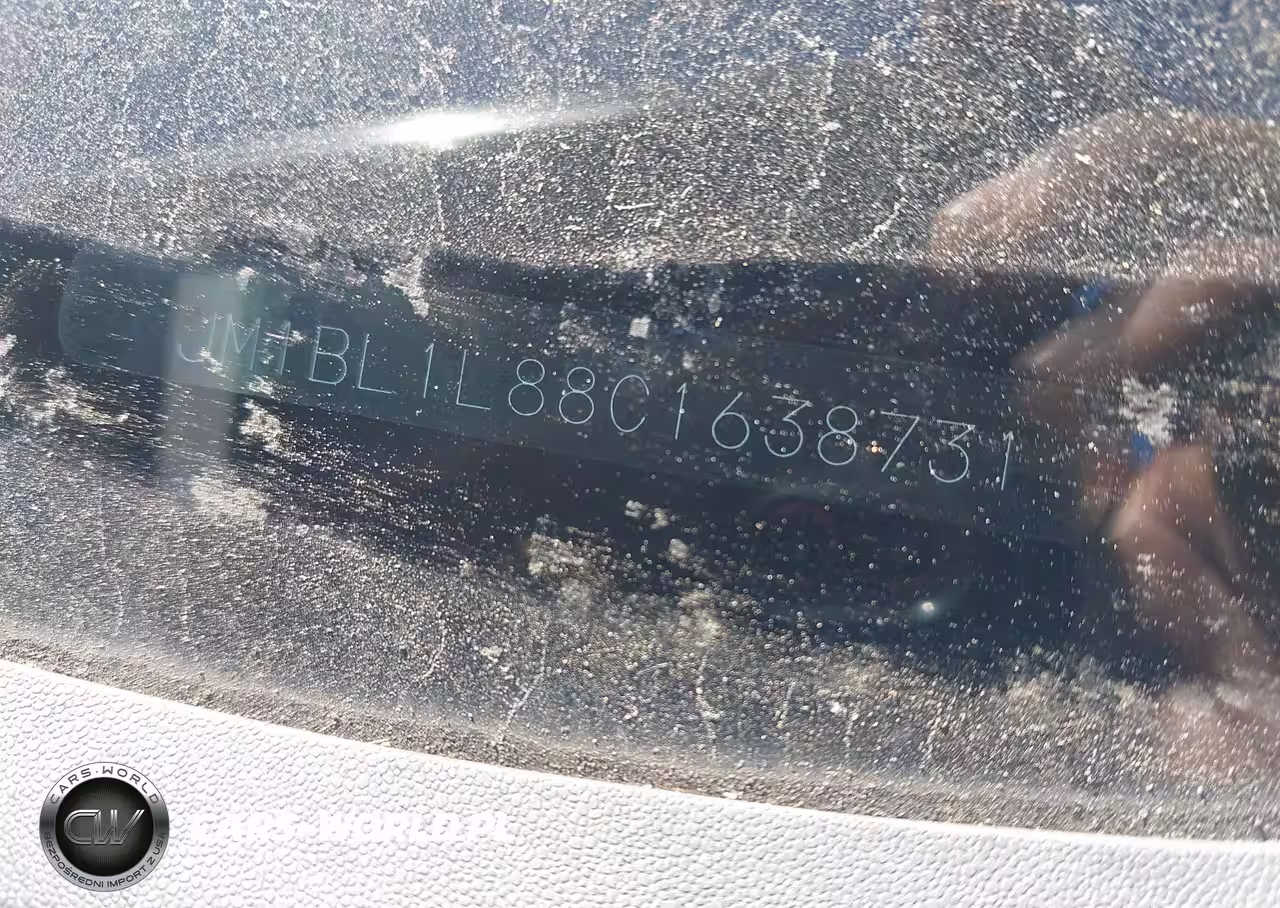 JM1BL1L88C1638731
CARS-WORLD
CW
BEZPOŚREDNI IMPORT Z USA
CARS-WORLD.PL